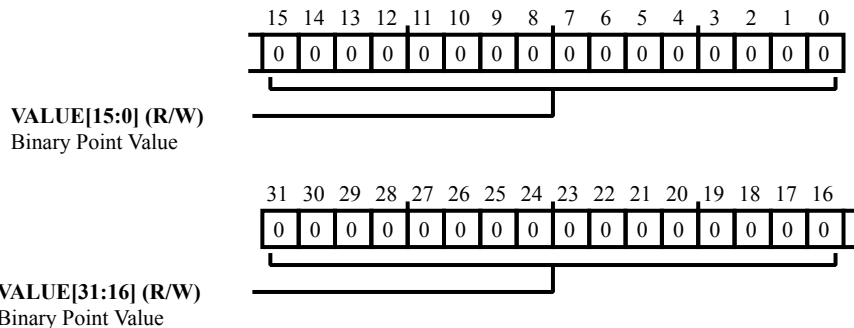 15 14 13 12 11 10 9 8 7 6 5 4 3 2 1 0
0 0 0 0 0 0 0 0 0 0 0 0 0 0 0 0
VALUE[15:0] (R/W)
Binary Point Value
31 30 29 28 27 26 25 24 23 22 21 20 19 18 17 16
0 0 0 0 0 0 0 0 0 0 0 0 0 0 0 0
VALUE[31:16] (R/W)
Binary Point Value